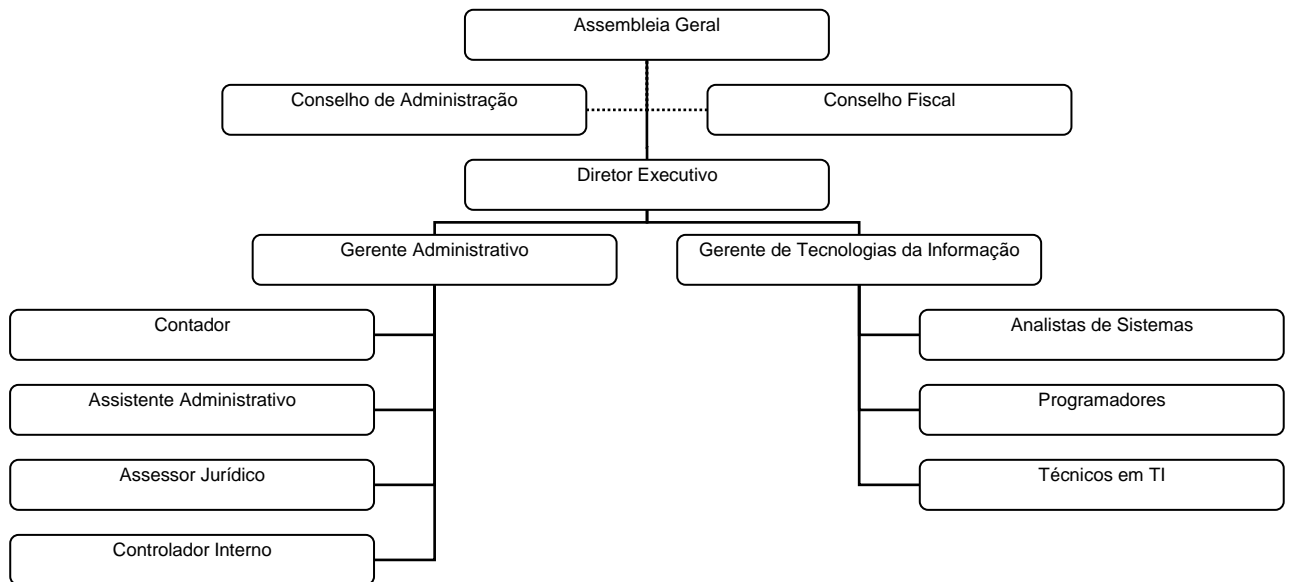 Assembleia Geral
Conselho de Administração
Conselho Fiscal
Diretor Executivo
Gerente Administrativo
Gerente de Tecnologias da Informação
Contador
Analistas de Sistemas
Assistente Administrativo
Programadores
Assessor Jurídico
Técnicos em TI
Controlador Interno